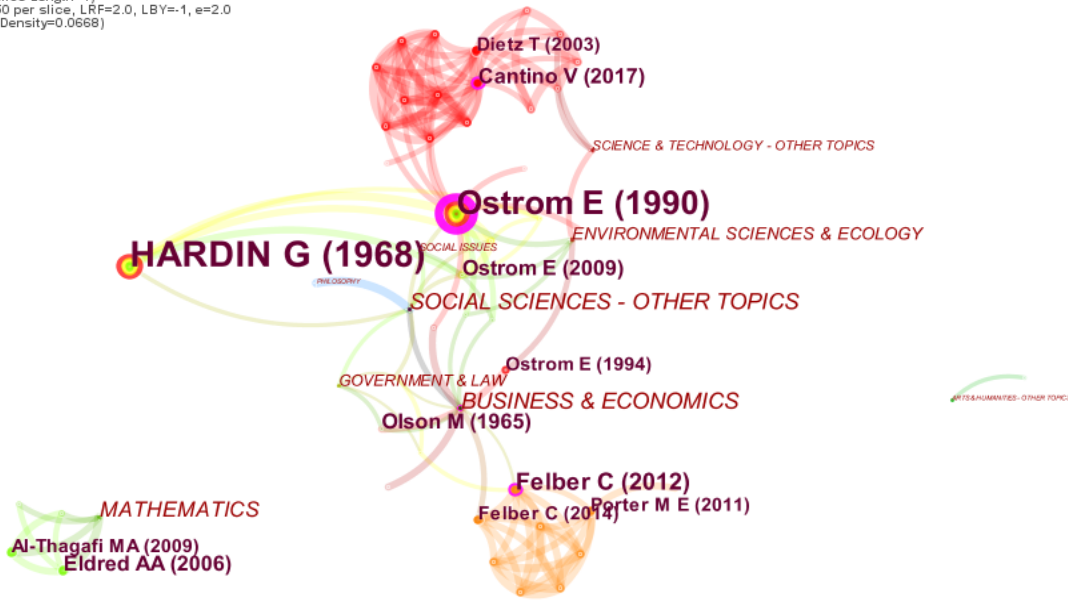 50 per slice, LRF=2.0, LBY=-1, e=2.0
Density=0.0668)
Dietz T (2003)
Cantino V (2017)
SCIENCE & TECHNOLOGY - OTHER TOPICS
Ostrom E (1990)
ENVIRONMENTAL SCIENCES & ECOLOGY
SOCIAL ISSUES
HARDIN G (1968)
Ostrom E (2009)
PHILOSOPHY
SOCIAL SCIENCES - OTHER TOPICS
Ostrom E (1994)
GOVERNMENT & LAW
BUSINESS & ECONOMICS
ARTS & HUMANITIES - OTHER TOPICS
Olson M (1965)
Felber C (2012)
Porter M E (2011)
Felber C (2014)
MATHEMATICS
Al-Thagafi MA (2009)
Eldred AA (2006)